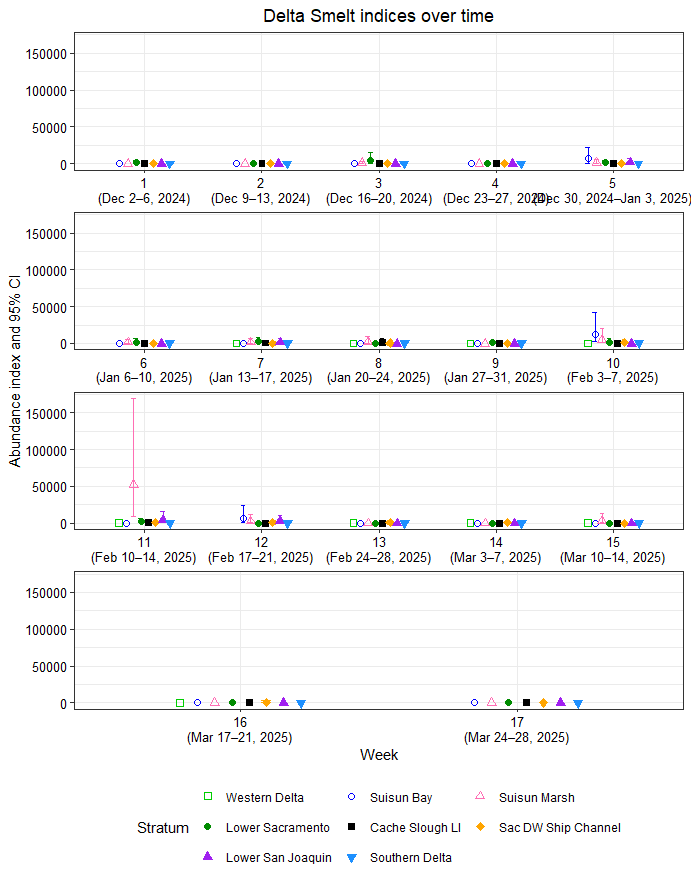 Delta Smelt indices over time
Abundance index and 95% CI
150000
100000
50000
0
1 2 3 4 5
(Dec 2–6, 2024) (Dec 9–13, 2024) (Dec 16–20, 2024) (Dec 23–27, 2024) (Dec 30, 2024–Jan 3, 2025)
150000
100000
50000
0
6 7 8 9 10
(Jan 6–10, 2025) (Jan 13–17, 2025) (Jan 20–24, 2025) (Jan 27–31, 2025) (Feb 3–7, 2025)
150000
100000
50000
0
11 12 13 14 15
(Feb 10–14, 2025) (Feb 17–21, 2025) (Feb 24–28, 2025) (Mar 3–7, 2025) (Mar 10–14, 2025)
150000
100000
50000
0
16 17
(Mar 17–21, 2025) (Mar 24–28, 2025)
Week
Stratum
Western Delta Suisun Bay Suisun Marsh
Lower Sacramento Cache Slough LI Sac DW Ship Channel
Lower San Joaquin Southern Delta